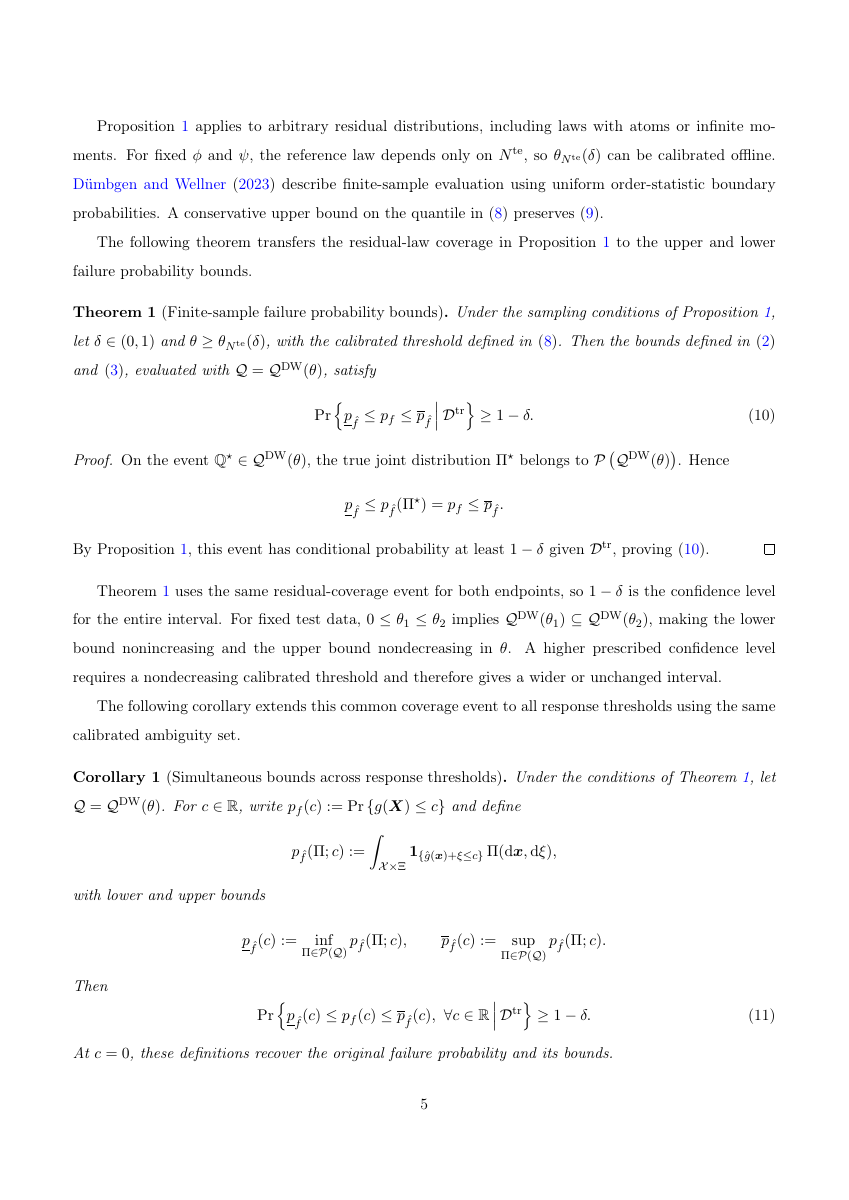 Proposition 1 applies to arbitrary residual distributions, including laws with atoms or infinite mo-
ments. For fixed ϕ and ψ, the reference law depends only on N^te, so θ_{N^te}(δ) can be calibrated offline.
Dümbgen and Wellner (2023) describe finite-sample evaluation using uniform order-statistic boundary
probabilities. A conservative upper bound on the quantile in (8) preserves (9).
The following theorem transfers the residual-law coverage in Proposition 1 to the upper and lower
failure probability bounds.
Theorem 1 (Finite-sample failure probability bounds). Under the sampling conditions of Proposition 1,
let δ ∈ (0, 1) and θ ≥ θ_{N^te}(δ), with the calibrated threshold defined in (8). Then the bounds defined in (2)
and (3), evaluated with 𝒬 = 𝒬^DW(θ), satisfy
Pr { p̲_f̂ ≤ p_f ≤ p̅_f̂ | 𝒟^tr } ≥ 1 − δ. (10)
Proof. On the event ℚ⋆ ∈ 𝒬^DW(θ), the true joint distribution Π⋆ belongs to 𝒫 (𝒬^DW(θ)). Hence
p̲_f̂ ≤ p_f̂(Π⋆) = p_f ≤ p̅_f̂.
By Proposition 1, this event has conditional probability at least 1 − δ given 𝒟^tr, proving (10). □
Theorem 1 uses the same residual-coverage event for both endpoints, so 1 − δ is the confidence level
for the entire interval. For fixed test data, 0 ≤ θ₁ ≤ θ₂ implies 𝒬^DW(θ₁) ⊆ 𝒬^DW(θ₂), making the lower
bound nonincreasing and the upper bound nondecreasing in θ. A higher prescribed confidence level
requires a nondecreasing calibrated threshold and therefore gives a wider or unchanged interval.
The following corollary extends this common coverage event to all response thresholds using the same
calibrated ambiguity set.
Corollary 1 (Simultaneous bounds across response thresholds). Under the conditions of Theorem 1, let
𝒬 = 𝒬^DW(θ). For c ∈ ℝ, write p_f(c) := Pr {g(𝑿) ≤ c} and define
p_f̂(Π; c) := ∫_{𝒳×Ξ} 𝟏_{ĝ(𝒙)+ξ≤c} Π(d𝒙, dξ),
with lower and upper bounds
p̲_f̂(c) := inf_{Π∈𝒫(𝒬)} p_f̂(Π; c), p̅_f̂(c) := sup_{Π∈𝒫(𝒬)} p_f̂(Π; c).
Then
Pr { p̲_f̂(c) ≤ p_f(c) ≤ p̅_f̂(c), ∀c ∈ ℝ | 𝒟^tr } ≥ 1 − δ. (11)
At c = 0, these definitions recover the original failure probability and its bounds.
5